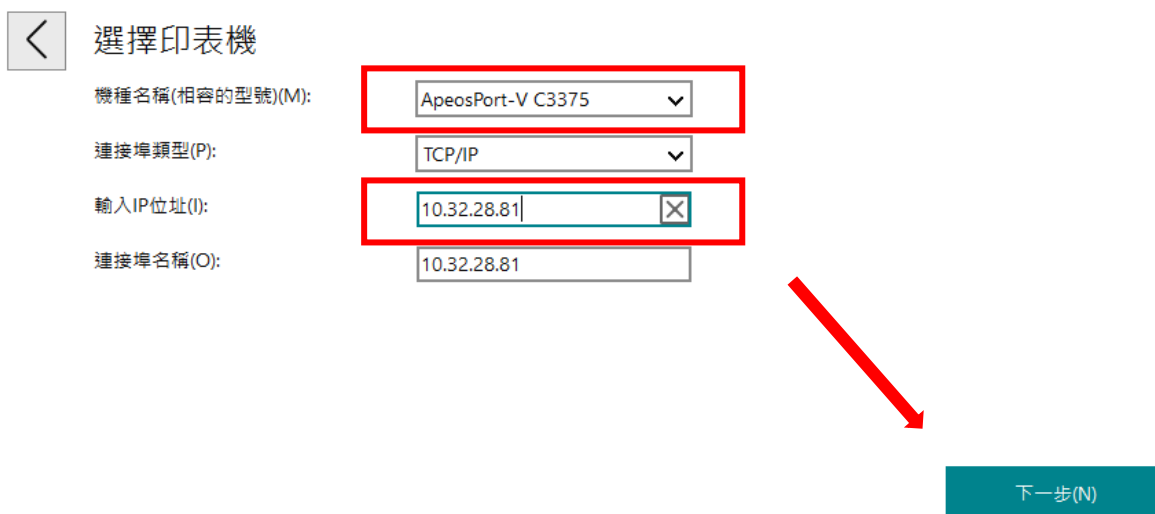 選擇印表機
機種名稱(相容的型號)(M): ApeosPort-V C3375
連接埠類型(P): TCP/IP
輸入IP位址(I): 10.32.28.81
連接埠名稱(O): 10.32.28.81
下一步(N)